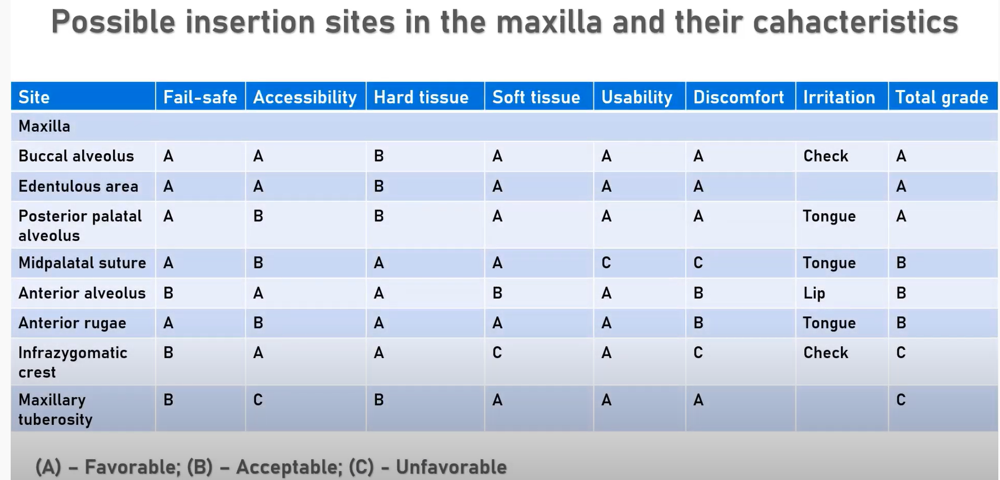 Possible insertion sites in the maxilla and their cahacteristics
Site Fail-safe Accessibility Hard tissue Soft tissue Usability Discomfort Irritation Total grade
Maxilla
Buccal alveolus A A B A A A Check A
Edentulous area A A B A A A A
Posterior palatal A B B A A A Tongue A
alveolus
Midpalatal suture A B A A C C Tongue B
Anterior alveolus B A A B A B Lip B
Anterior rugae A B A A A B Tongue B
Infrazygomatic B A A C A C Check C
crest
Maxillary B C B A A A C
tuberosity
(A) – Favorable; (B) – Acceptable; (C) - Unfavorable